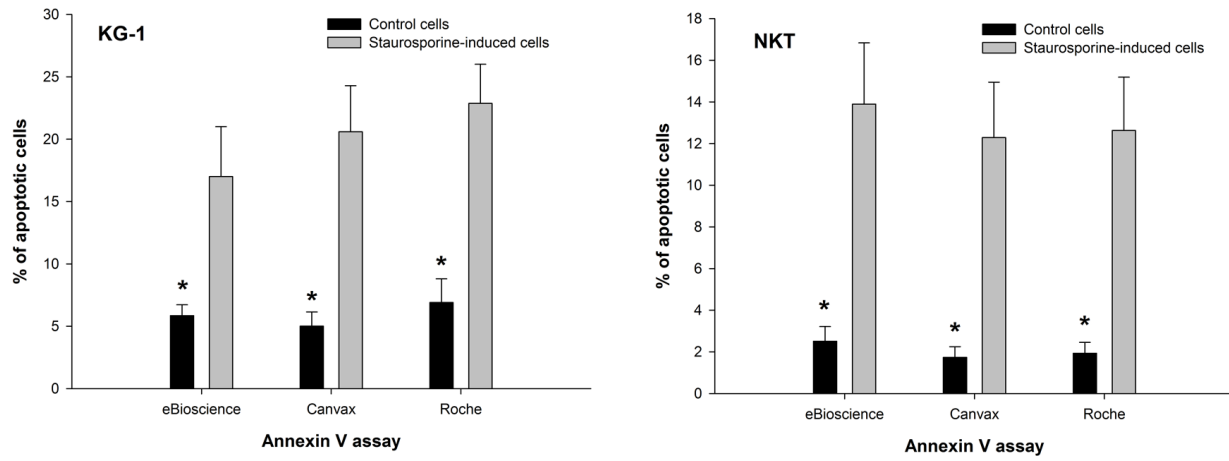 KG-1
Control cells
Staurosporine-induced cells
% of apoptotic cells
30
25
20
15
10
5
0
*
*
*
eBioscience
Canvax
Roche
Annexin V assay
NKT
Control cells
Staurosporine-induced cells
% of apoptotic cells
18
16
14
12
10
8
6
4
2
0
*
*
*
eBioscience
Canvax
Roche
Annexin V assay